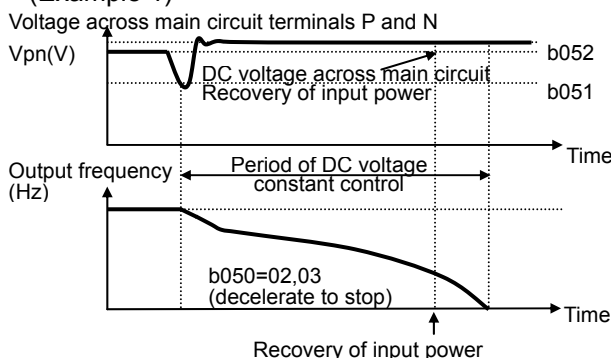 (Example
Voltage across main circuit terminals P and N
Vpn(V)
b052
DC voltage across main circuit
Recovery of input power
b051
Time
Output frequency
(Hz)
Period of DC voltage
constant control
b050=02,03
(decelerate to stop)
Time
Recovery of input power